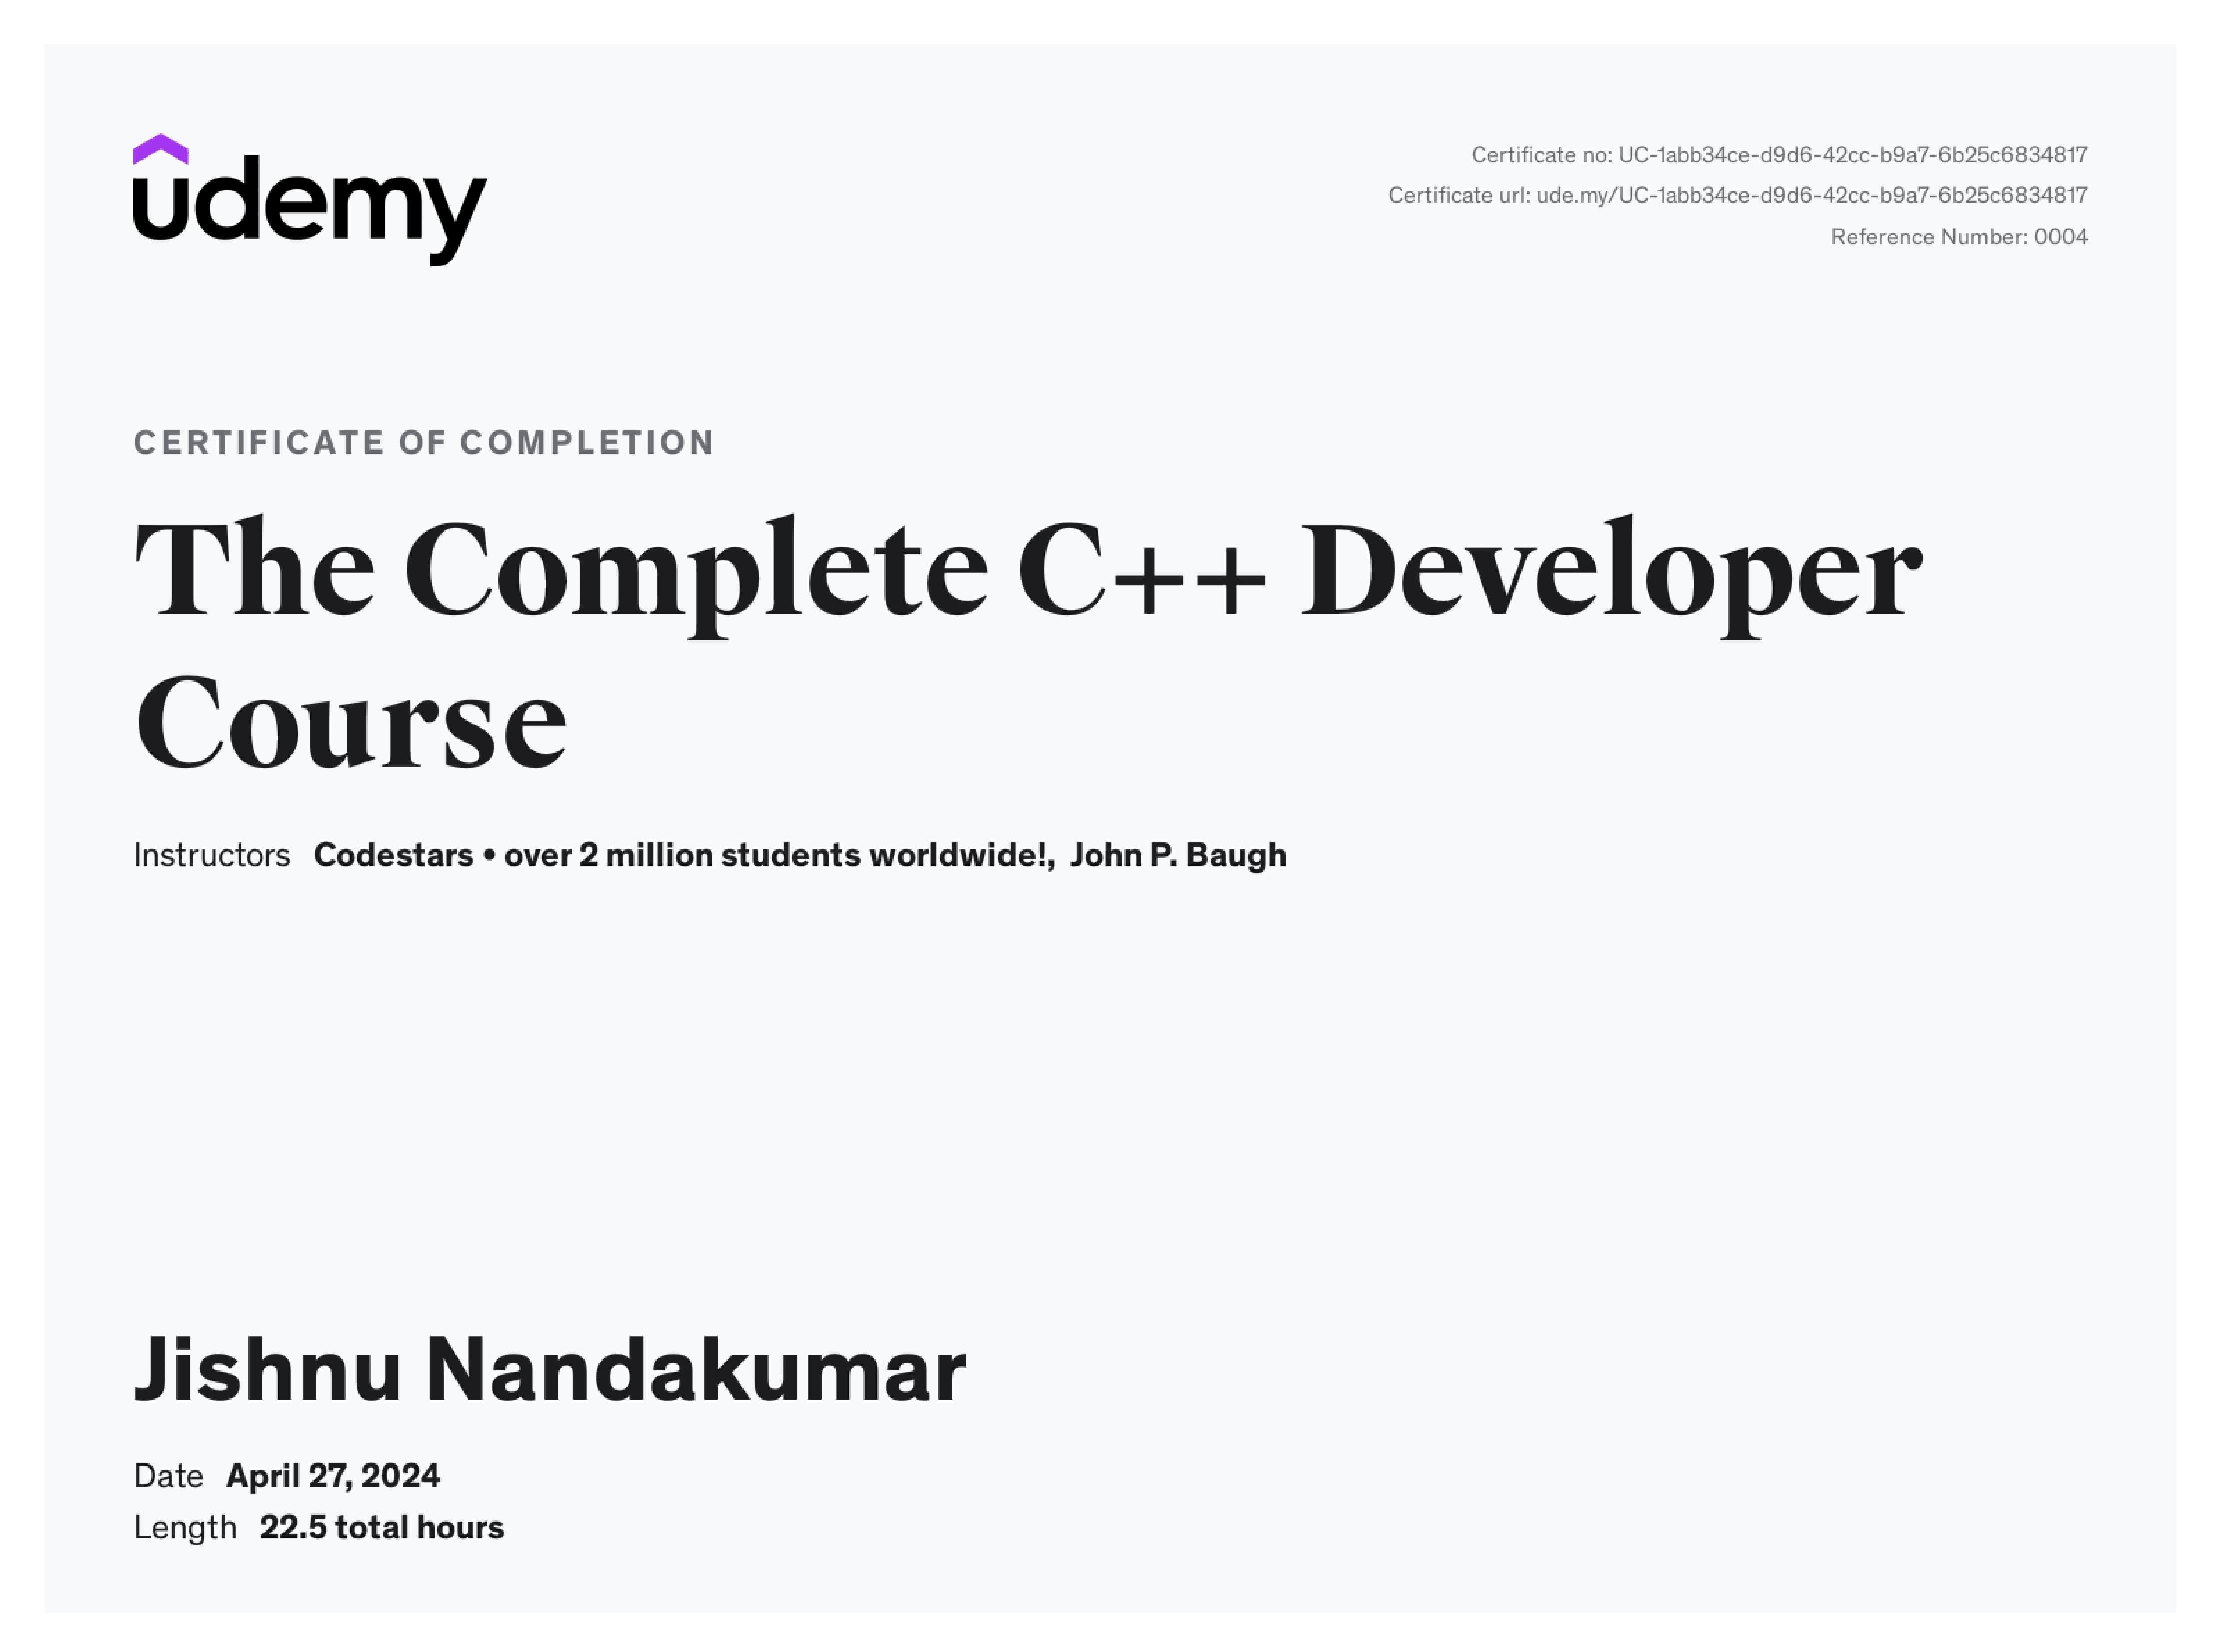 udemy
Certificate no: UC-1abb34ce-d9d6-42cc-b9a7-6b25c6834817
Certificate url: ude.my/UC-1abb34ce-d9d6-42cc-b9a7-6b25c6834817
Reference Number: 0004
CERTIFICATE OF COMPLETION
The Complete C++ Developer
Course
Instructors Codestars • over 2 million students worldwide!, John P. Baugh
Jishnu Nandakumar
Date April 27, 2024
Length 22.5 total hours